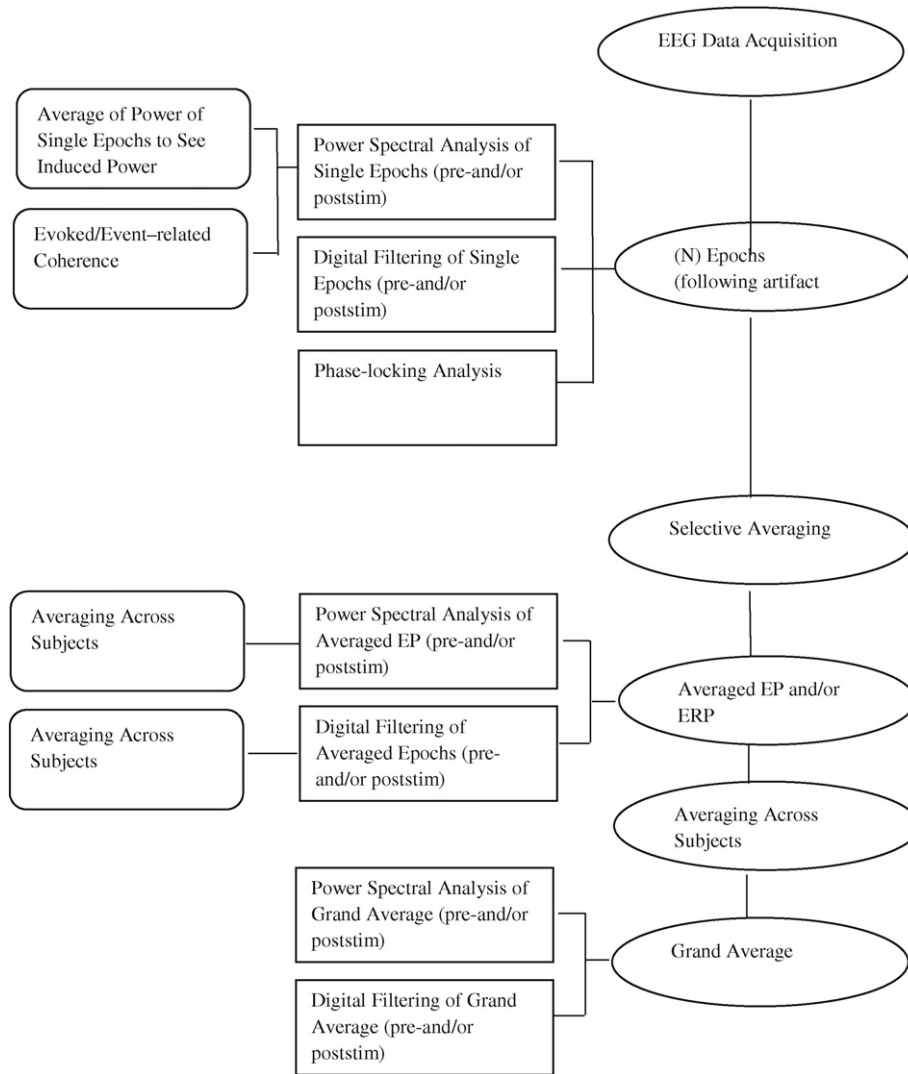 EEG Data Acquisition
Average of Power of
Single Epochs to See
Induced Power
Power Spectral Analysis of
Single Epochs (pre-and/or
poststim)
Evoked/Event–related
Coherence
Digital Filtering of Single
Epochs (pre-and/or
poststim)
(N) Epochs
(following artifact
Phase-locking Analysis
Selective Averaging
Averaging Across
Subjects
Power Spectral Analysis of
Averaged EP (pre-and/or
poststim)
Averaged EP and/or
ERP
Averaging Across
Subjects
Digital Filtering of
Averaged Epochs (pre-
and/or poststim)
Averaging Across
Subjects
Power Spectral Analysis of
Grand Average (pre-and/or
poststim)
Grand Average
Digital Filtering of Grand
Average (pre-and/or
poststim)